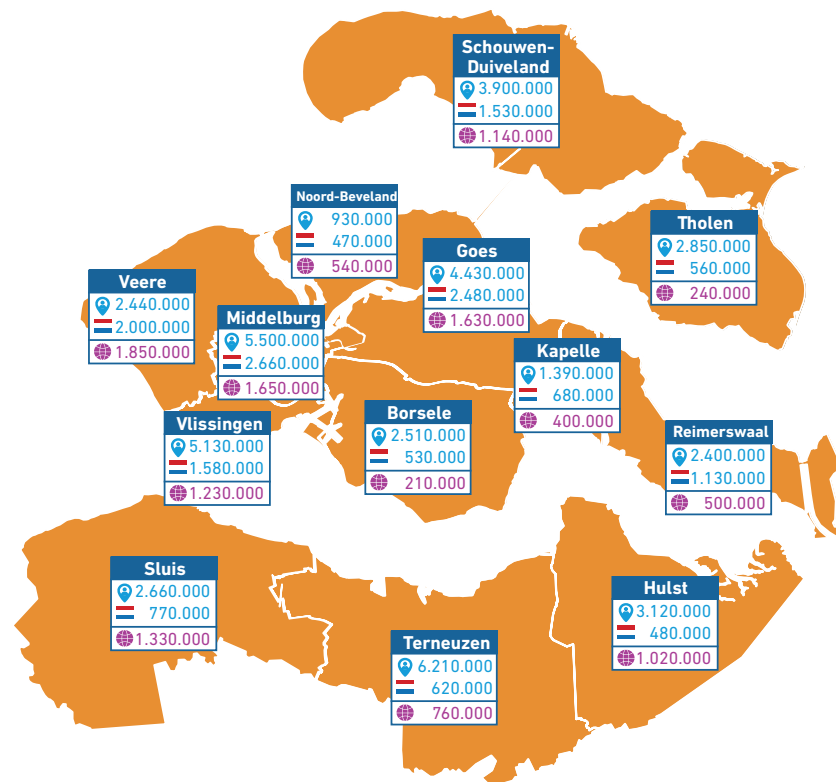 Schouwen-
Duiveland
3.900.000
1.530.000
1.140.000
Noord-Beveland
930.000
470.000
540.000
Tholen
2.850.000
560.000
240.000
Goes
4.430.000
2.480.000
1.630.000
Veere
2.440.000
2.000.000
1.850.000
Middelburg
5.500.000
2.660.000
1.650.000
Kapelle
1.390.000
680.000
400.000
Borsele
2.510.000
530.000
210.000
Vlissingen
5.130.000
1.580.000
1.230.000
Reimerswaal
2.400.000
1.130.000
500.000
Sluis
2.660.000
770.000
1.330.000
Hulst
3.120.000
480.000
1.020.000
Terneuzen
6.210.000
620.000
760.000